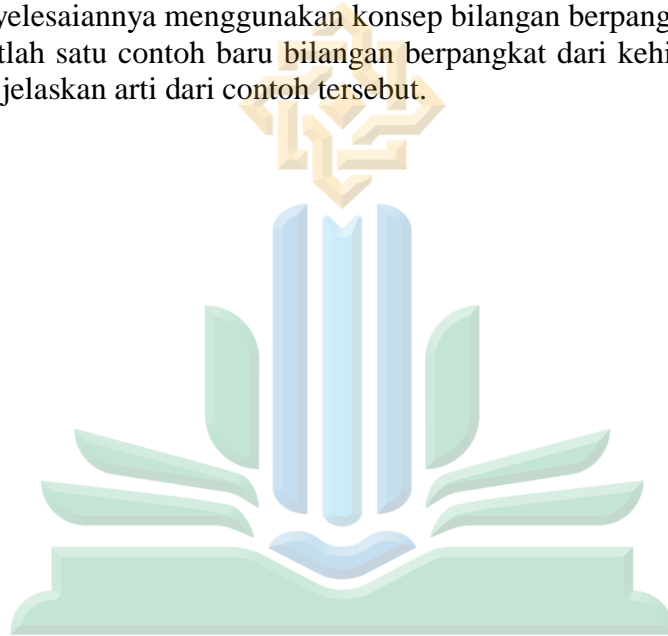 yelesaiannya menggunakan konsep bilangan berpang
tlah satu contoh baru bilangan berpangkat dari kehi
jelaskan arti dari contoh tersebut.